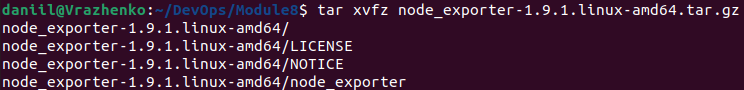 daniil@Vrazhenko:~/DevOps/Module8$ tar xvfz node_exporter-1.9.1.linux-amd64.tar.gz
node_exporter-1.9.1.linux-amd64/
node_exporter-1.9.1.linux-amd64/LICENSE
node_exporter-1.9.1.linux-amd64/NOTICE
node_exporter-1.9.1.linux-amd64/node_exporter